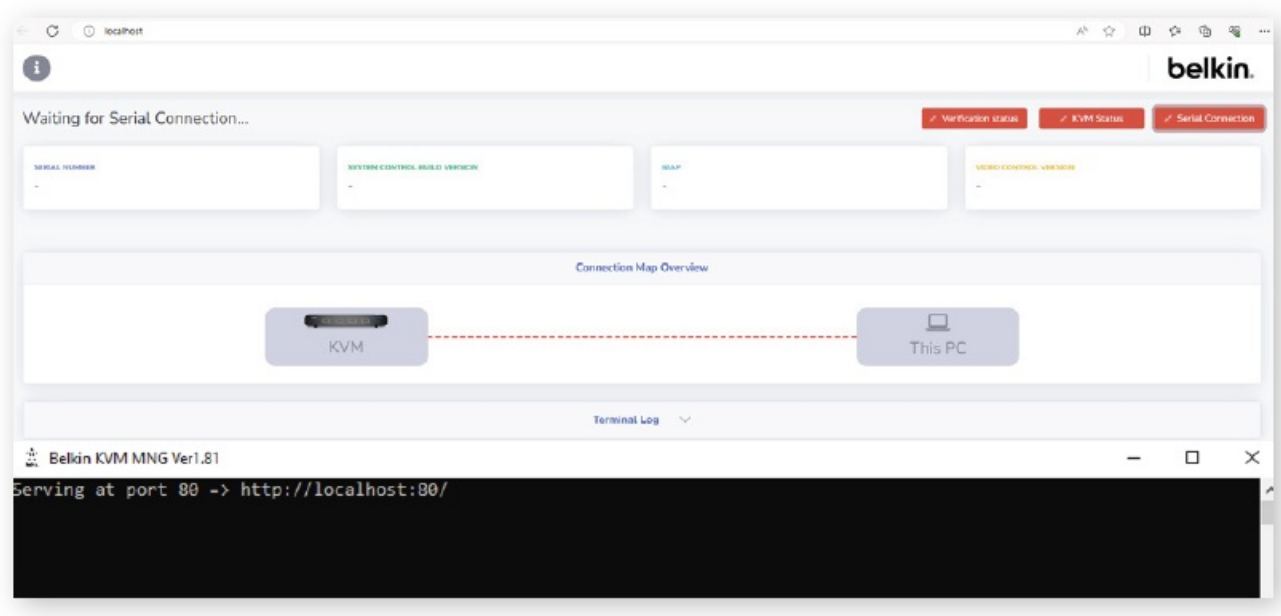 localhost
belkin.
Waiting for Serial Connection...
Verification status
KVM Status
Serial Connection
SERIAL NUMBER
SYSTEM CONTROL BUILD VERSION
MAP
VIDEO CONTROL VERSION
-
-
-
-
Connection Map Overview
KVM
This PC
Terminal Log
Belkin KVM MNG Ver1.81
Serving at port 80 -> http://localhost:80/